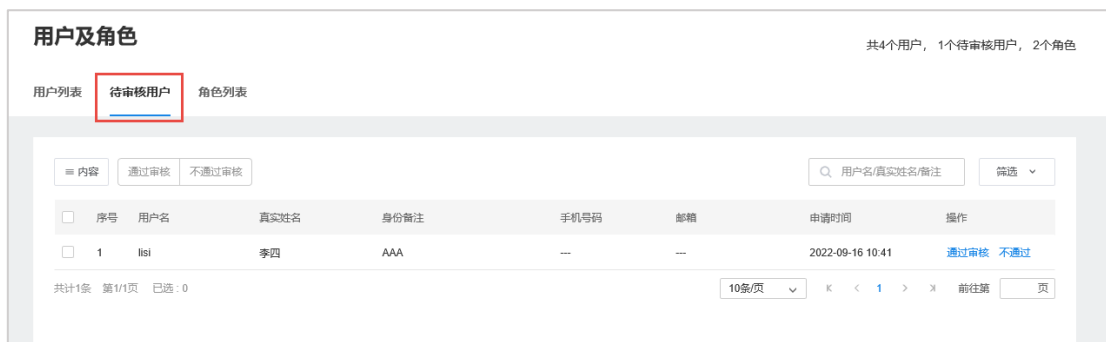 用户及角色
共4个用户， 1个待审核用户， 2个角色
用户列表 待审核用户 角色列表
内容 通过审核 不通过审核 用户名/真实姓名/备注 筛选
序号 用户名 真实姓名 身份备注 手机号码 邮箱 申请时间 操作
1 lisi 李四 AAA --- --- 2022-09-16 10:41 通过审核 不通过
共计1条 第1/1页 已选 : 0 10条/页 1 前往第 页